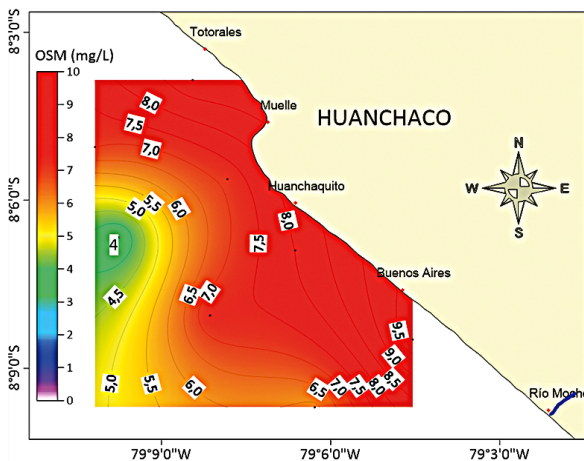 8°3'0"S
8°6'0"S
8°9'0"S
OSM (mg/L)
10
9
8
7
6
5
4
3
2
1
0
Totorales
Muelle
HUANCHACO
Huanchaquito
Buenos Aires
Río Moche
N
W E
S
8,0
7,5
7,0
6,0
5,5
5,0
4
4,5
8,0
7,5
7,0
6,5
9,5
9,0
8,5
8,0
7,5
7,0
6,5
6,0
5,5
5,0
79°9'0"W
79°6'0"W
79°3'0"W